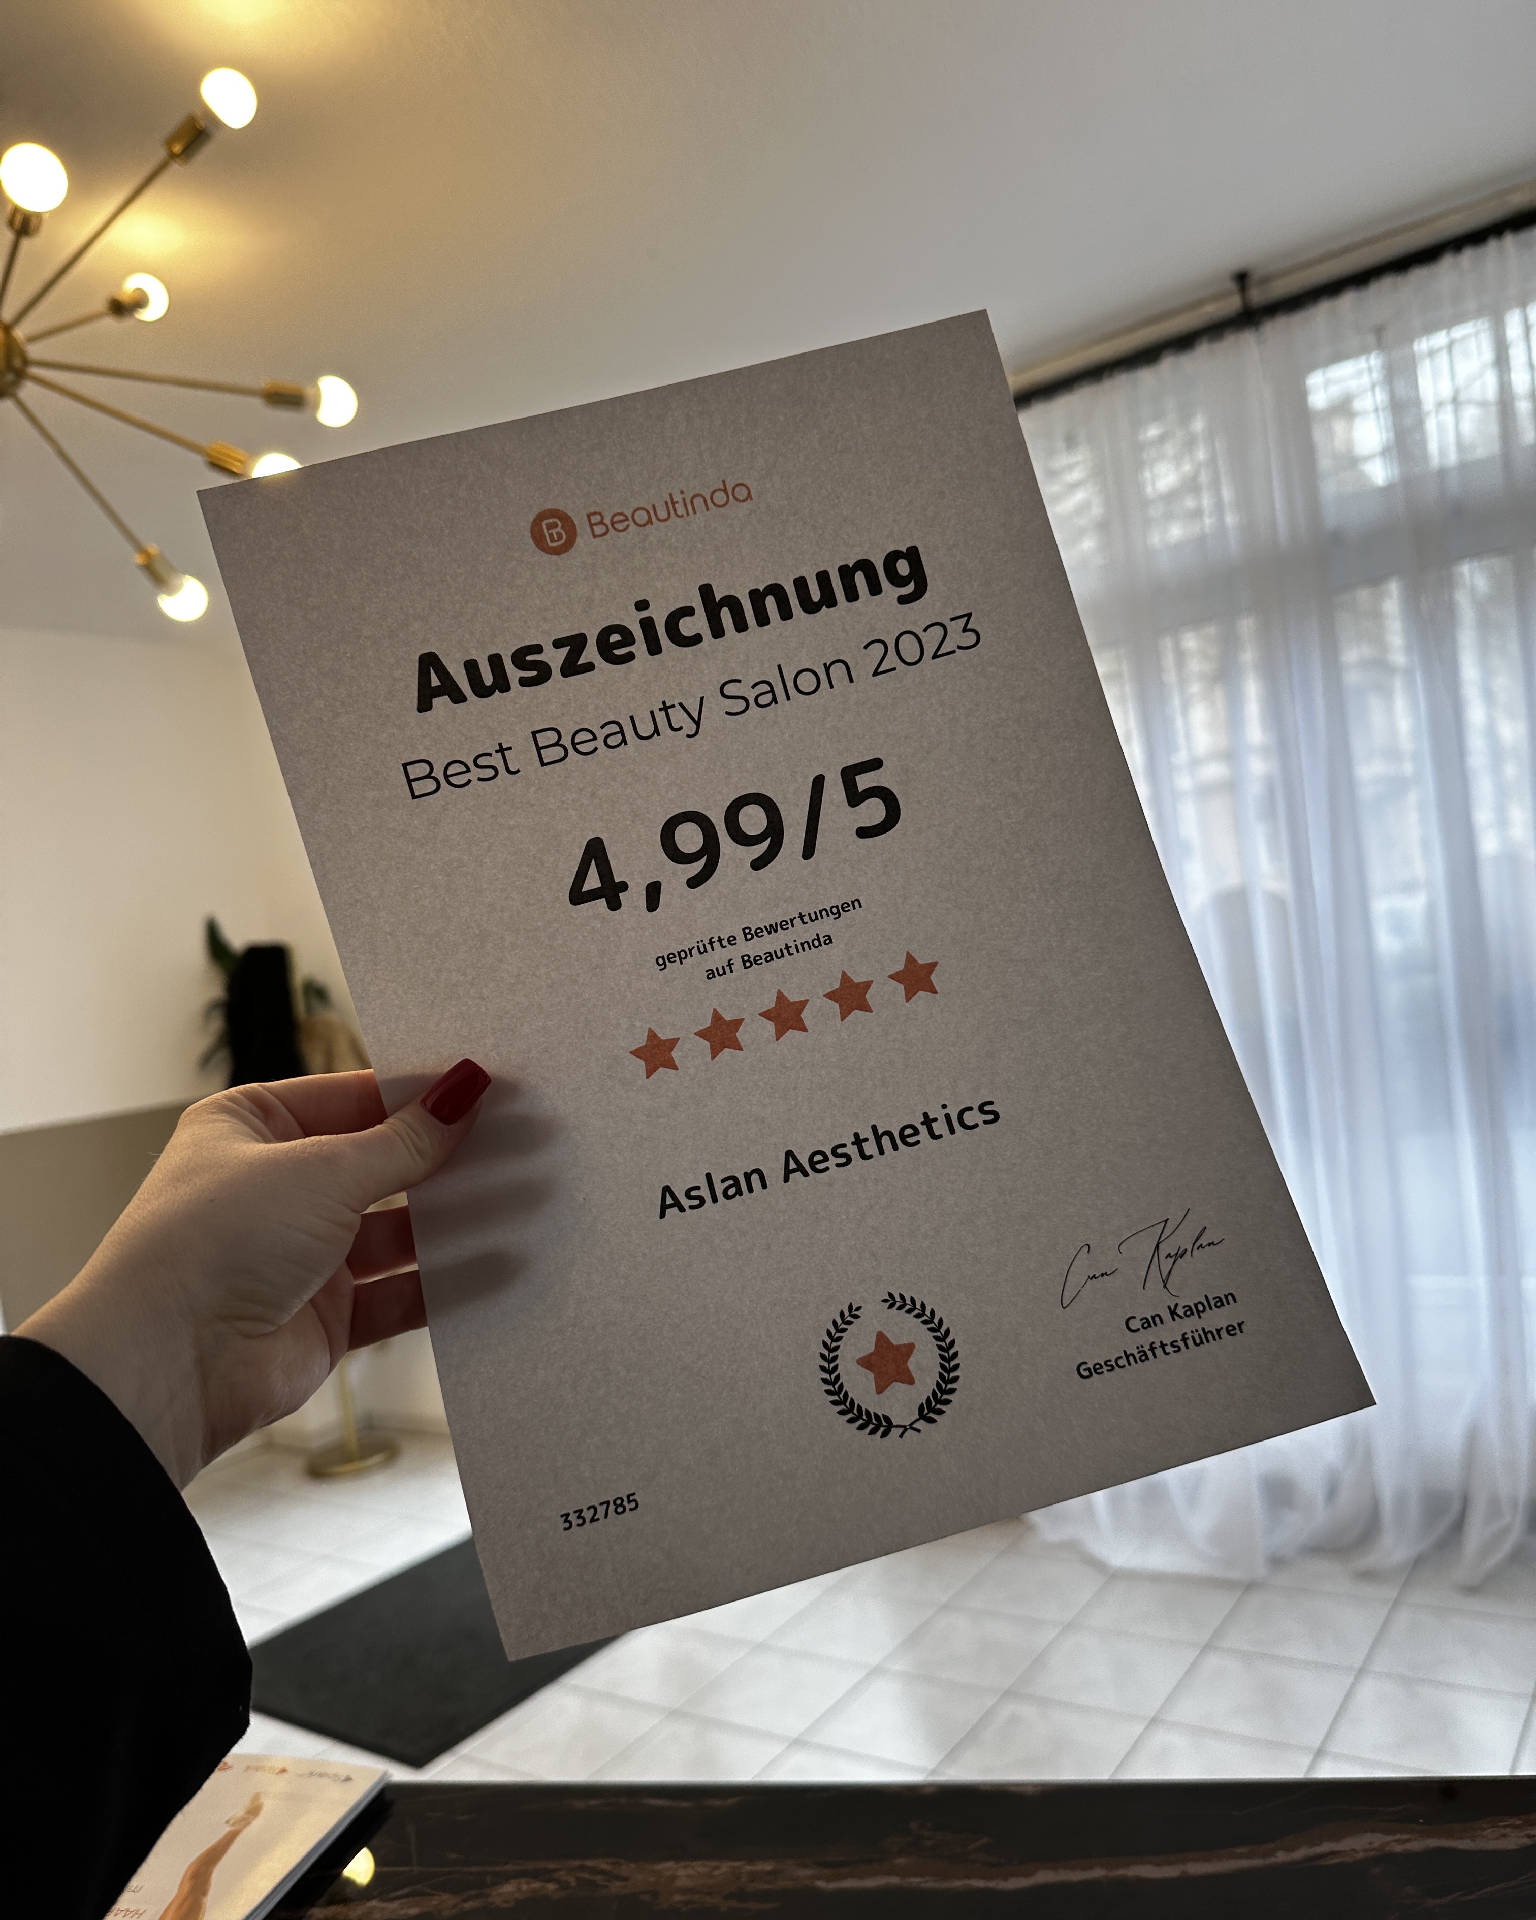 Beautinda
Auszeichnung
Best Beauty Salon 2023
4,99/5
geprüfte Bewertungen
auf Beautinda
Aslan Aesthetics
Can Kaplan
Can Kaplan
Geschäftsführer
332785